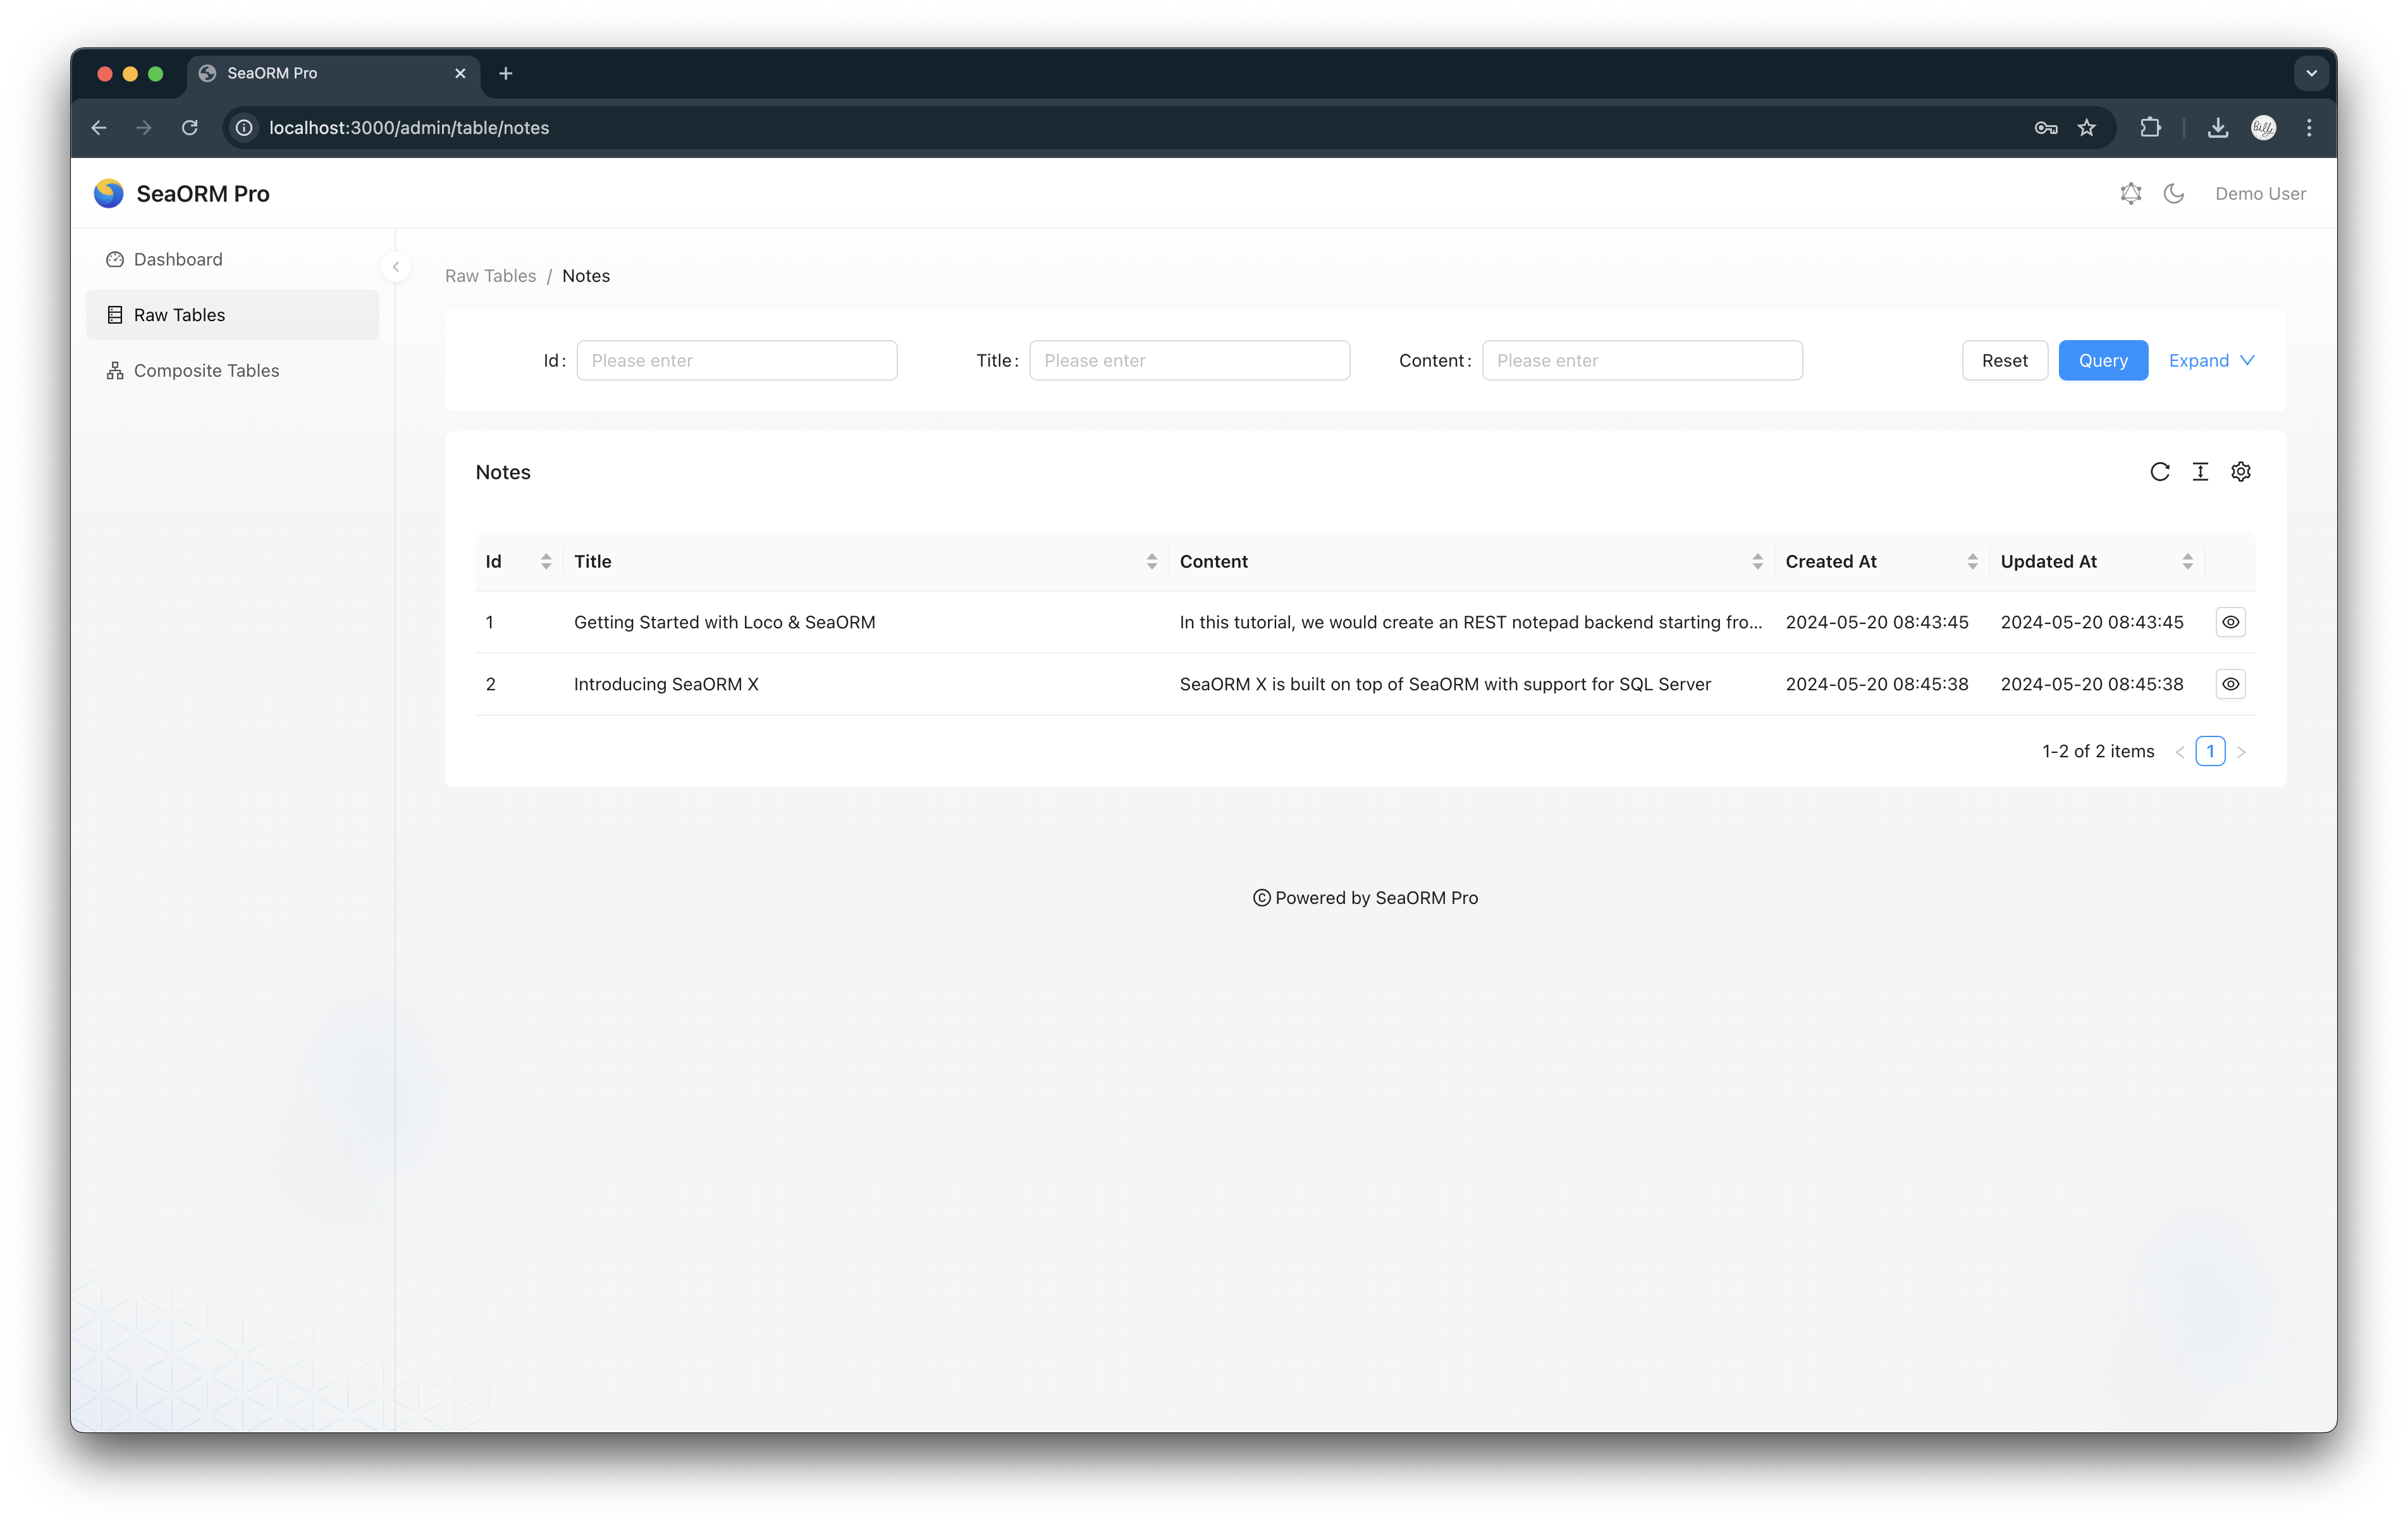 SeaORM Pro
localhost:3000/admin/table/notes
Billy
SeaORM Pro
Demo User
Dashboard
Raw Tables
Composite Tables
Raw Tables / Notes
Id: Please enter Title: Please enter Content: Please enter Reset Query Expand
Notes
Id Title Content Created At Updated At
1 Getting Started with Loco & SeaORM In this tutorial, we would create an REST notepad backend starting fro... 2024-05-20 08:43:45 2024-05-20 08:43:45
2 Introducing SeaORM X SeaORM X is built on top of SeaORM with support for SQL Server 2024-05-20 08:45:38 2024-05-20 08:45:38
1-2 of 2 items < 1 >
© Powered by SeaORM Pro